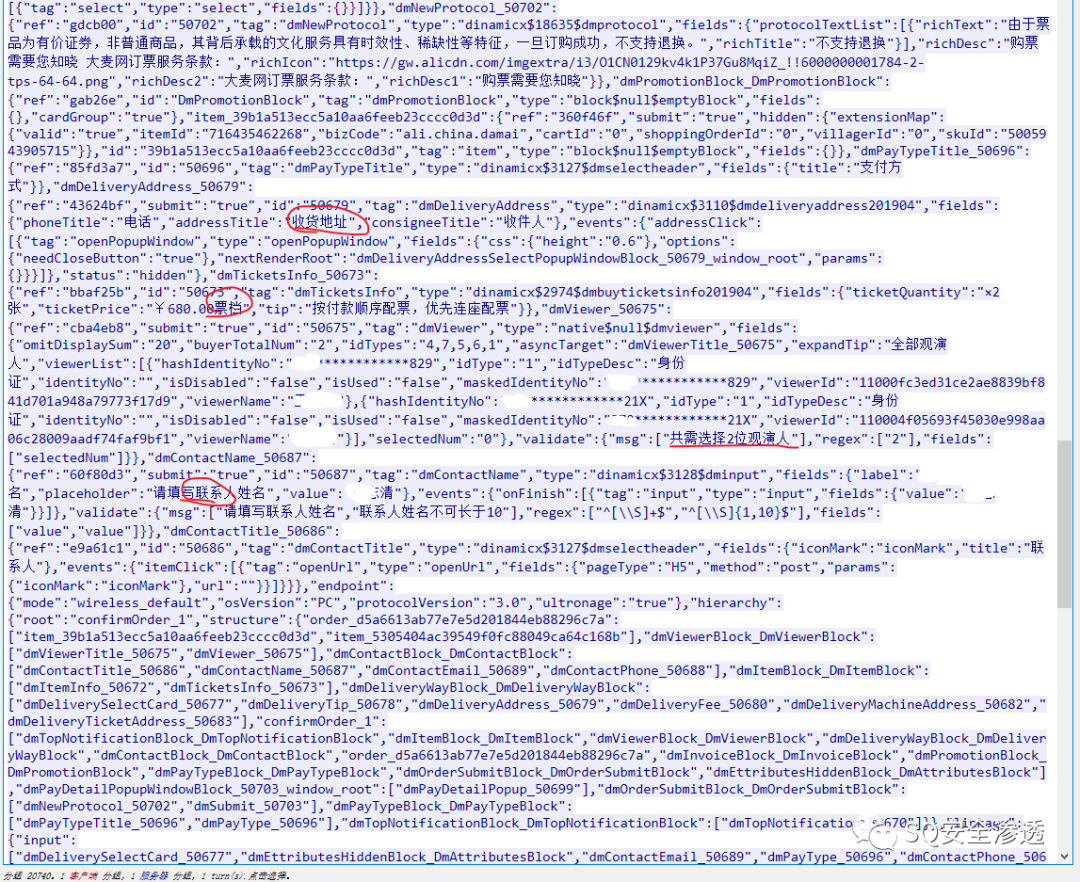 [{"tag":"select","type":"select","fields":{}}]}},"dmNewProtocol_50702":
{"ref":"gdcb00","id":"50702","tag":"dmNewProtocol","type":"dinamicx$18635$dmprotocol","fields":{"protocolTextList":[{"richText":"由于票
品为有价证券，非普通商品，其背后承载的文化服务具有时效性、稀缺性等特征，一旦订购成功，不支持退换。","richTitle":"不支持退换"}],"richDesc":"购票
需要您知晓 大麦网订票服务条款：","richIcon":"https://gw.alicdn.com/imgextra/i3/O1CN0129kv4k1P37Gu8MqiZ_!!6000000001784-2-
tps-64-64.png","richDesc2":"大麦网订票服务条款：","richDesc1":"购票需要您知晓"}},"dmPromotionBlock_DmPromotionBlock":
{"ref":"gab26e","id":"DmPromotionBlock","tag":"dmPromotionBlock","type":"block$null$emptyBlock","fields":
{},"cardGroup":"true"},"item_39b1a513ecc5a10aa6feeb23cccc0d3d":{"ref":"360f46f","submit":"true","hidden":{"extensionMap":
{"valid":"true","itemId":"716435462268","bizCode":"ali.china.damai","cartId":"0","shoppingOrderId":"0","villagerId":"0","skuId":"50059
43905715"}},"id":"39b1a513ecc5a10aa6feeb23cccc0d3d","tag":"item","type":"block$null$emptyBlock","fields":{}},"dmPayTypeTitle_50696":
{"ref":"85fd3a7","id":"50696","tag":"dmPayTypeTitle","type":"dinamicx$3127$dmselectheader","fields":{"title":"支付方
式"}},"dmDeliveryAddress_50679":
{"ref":"43624bf","submit":"true","id":"50679","tag":"dmDeliveryAddress","type":"dinamicx$3110$dmdeliveryaddress201904","fields":
{"phoneTitle":"电话","addressTitle":"收货地址","consigneeTitle":"收件人"},"events":{"addressClick":
[{"tag":"openPopupWindow","type":"openPopupWindow","fields":{"css":{"height":"0.6"},"options":
{"needCloseButton":"true"},"nextRenderRoot":"dmDeliveryAddressSelectPopupWindowBlock_50679_window_root","params":
{}}}]},"status":"hidden"},"dmTicketsInfo_50673":
{"ref":"bbaf25b","id":"50673","tag":"dmTicketsInfo","type":"dinamicx$2974$dmbuyticketsinfo201904","fields":{"ticketQuantity":"×2
张","ticketPrice":"￥680.00票档","tip":"按付款顺序配票，优先连座配票"}},"dmViewer_50675":
{"ref":"cba4eb8","submit":"true","id":"50675","tag":"dmViewer","type":"native$null$dmviewer","fields":
{"omitDisplaySum":"20","buyerTotalNum":"2","idTypes":"4,7,5,6,1","asyncTarget":"dmViewerTitle_50675","expandTip":"全部观演
人","viewerList":[{"hashIdentityNo":"************829","idType":"1","idTypeDesc":"身份
证","identityNo":"","isDisabled":"false","isUsed":"false","maskedIdentityNo":"************829","viewerId":"11000fc3ed31ce2ae8839bf8
41d701a948a79773f17d9","viewerName":" "},{"hashIdentityNo":"************21X","idType":"1","idTypeDesc":"身份
证","identityNo":"","isDisabled":"false","isUsed":"false","maskedIdentityNo":"************21X","viewerId":"110004f05693f45030e998aa
06c28009aadf74faf9bf1","viewerName":" "}],"selectedNum":"0"},"validate":{"msg":["共需选择2位观演人"],"regex":["2"],"fields":
["selectedNum"]}},"dmContactName_50687":
{"ref":"60f80d3","submit":"true","id":"50687","tag":"dmContactName","type":"dinamicx$3128$dminput","fields":{"label":"
名","placeholder":"请填写联系人姓名","value":" 清"},"events":{"onFinish":[{"tag":"input","type":"input","fields":{"value":"
清"}}]},"validate":{"msg":["请填写联系人姓名","联系人姓名不可长于10"],"regex":["^[\\S]+$","^[\\S]{1,10}$"],"fields":
["value","value"]}},"dmContactTitle_50686":
{"ref":"e9a61c1","id":"50686","tag":"dmContactTitle","type":"dinamicx$3127$dmselectheader","fields":{"iconMark":"iconMark","title":"联
系人"},"events":{"itemClick":[{"tag":"openUrl","type":"openUrl","fields":{"pageType":"H5","method":"post","params":
{"iconMark":"iconMark"},"url":""}}]}}},"endpoint":
{"mode":"wireless_default","osVersion":"PC","protocolVersion":"3.0","ultronage":"true"},"hierarchy":
{"root":"confirmOrder_1","structure":{"order_d5a6613ab77e7e5d201844eb88296c7a":
["item_39b1a513ecc5a10aa6feeb23cccc0d3d","item_5305404ac39549f0fc88049ca64c168b"],"dmViewerBlock_DmViewerBlock":
["dmViewerTitle_50675","dmViewer_50675"],"dmContactBlock_DmContactBlock":
["dmContactTitle_50686","dmContactName_50687","dmContactEmail_50689","dmContactPhone_50688"],"dmItemBlock_DmItemBlock":
["dmItemInfo_50672","dmTicketsInfo_50673"],"dmDeliveryWayBlock_DmDeliveryWayBlock":
["dmDeliverySelectCard_50677","dmDeliveryTip_50678","dmDeliveryAddress_50679","dmDeliveryFee_50680","dmDeliveryMachineAddress_50682","
dmDeliveryTicketAddress_50683"],"confirmOrder_1":
["dmTopNotificationBlock_DmTopNotificationBlock","dmItemBlock_DmItemBlock","dmViewerBlock_DmViewerBlock","dmDeliveryWayBlock_DmDeliver
yWayBlock","dmContactBlock_DmContactBlock","order_d5a6613ab77e7e5d201844eb88296c7a","dmInvoiceBlock_DmInvoiceBlock","dmPromotionBlock_
DmPromotionBlock","dmPayTypeBlock_DmPayTypeBlock","dmOrderSubmitBlock_DmOrderSubmitBlock","dmEttributesHiddenBlock_DmAttributesBlock"]
,"dmPayDetailPopupWindowBlock_50703_window_root":["dmPayDetailPopup_50699"],"dmOrderSubmitBlock_DmOrderSubmitBlock":
["dmNewProtocol_50702","dmSubmit_50703"],"dmPayTypeBlock_DmPayTypeBlock":
["dmPayTypeTitle_50696","dmPayType_50696"],"dmTopNotificationBlock_DmTopNotificationBlock":["dmTopNotification_50670"]}},"linkage":
{"input":
["dmDeliverySelectCard_50677","dmEttributesHiddenBlock_DmAttributesBlock","dmContactEmail_50689","dmPayType_50696","dmContactPhone_506
SQ安全渗透
分组 20740. 1 客户端 分组, 1 服务器 分组, 1 turn(s).点击选择.